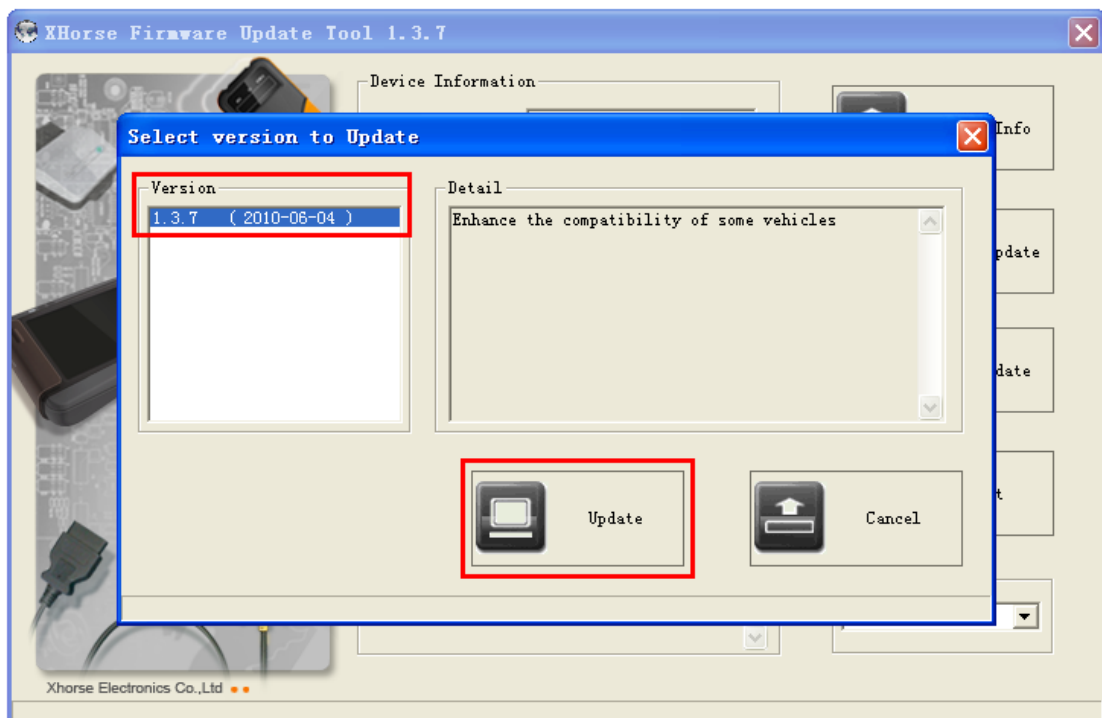 XHorse Firmware Update Tool 1.3.7
Device Information
Info
Select version to Update
Version
Detail
1.3.7 ( 2010-06-04 )
Enhance the compatibility of some vehicles
pdate
date
t
Update
Cancel
Xhorse Electronics Co.,Ltd